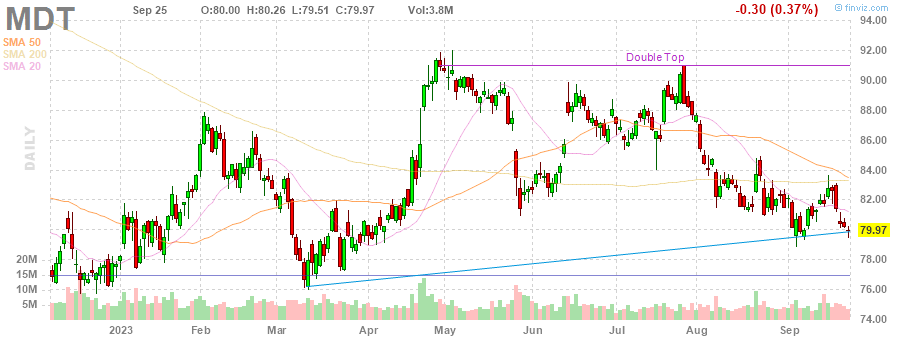 MDT
Sep 25 O:80.00 H:80.26 L:79.51 C:79.97 Vol:3.8M -0.30 (0.37%) © finviz.com
SMA 50
SMA 200
SMA 20
DAILY
Double Top
94.00
92.00
90.00
88.00
86.00
84.00
82.00
79.97
78.00
76.00
74.00
20M
15M
10M
5M
2023 Feb Mar Apr May Jun Jul Aug Sep